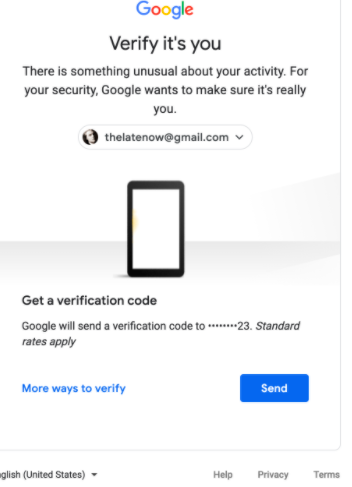 Google
Verify it's you
There is something unusual about your activity. For
your security, Google wants to make sure it's really
you.
thelatenow@gmail.com
Get a verification code
Google will send a verification code to ········23. Standard
rates apply
More ways to verify
Send
nglish (United States)
Help
Privacy
Terms